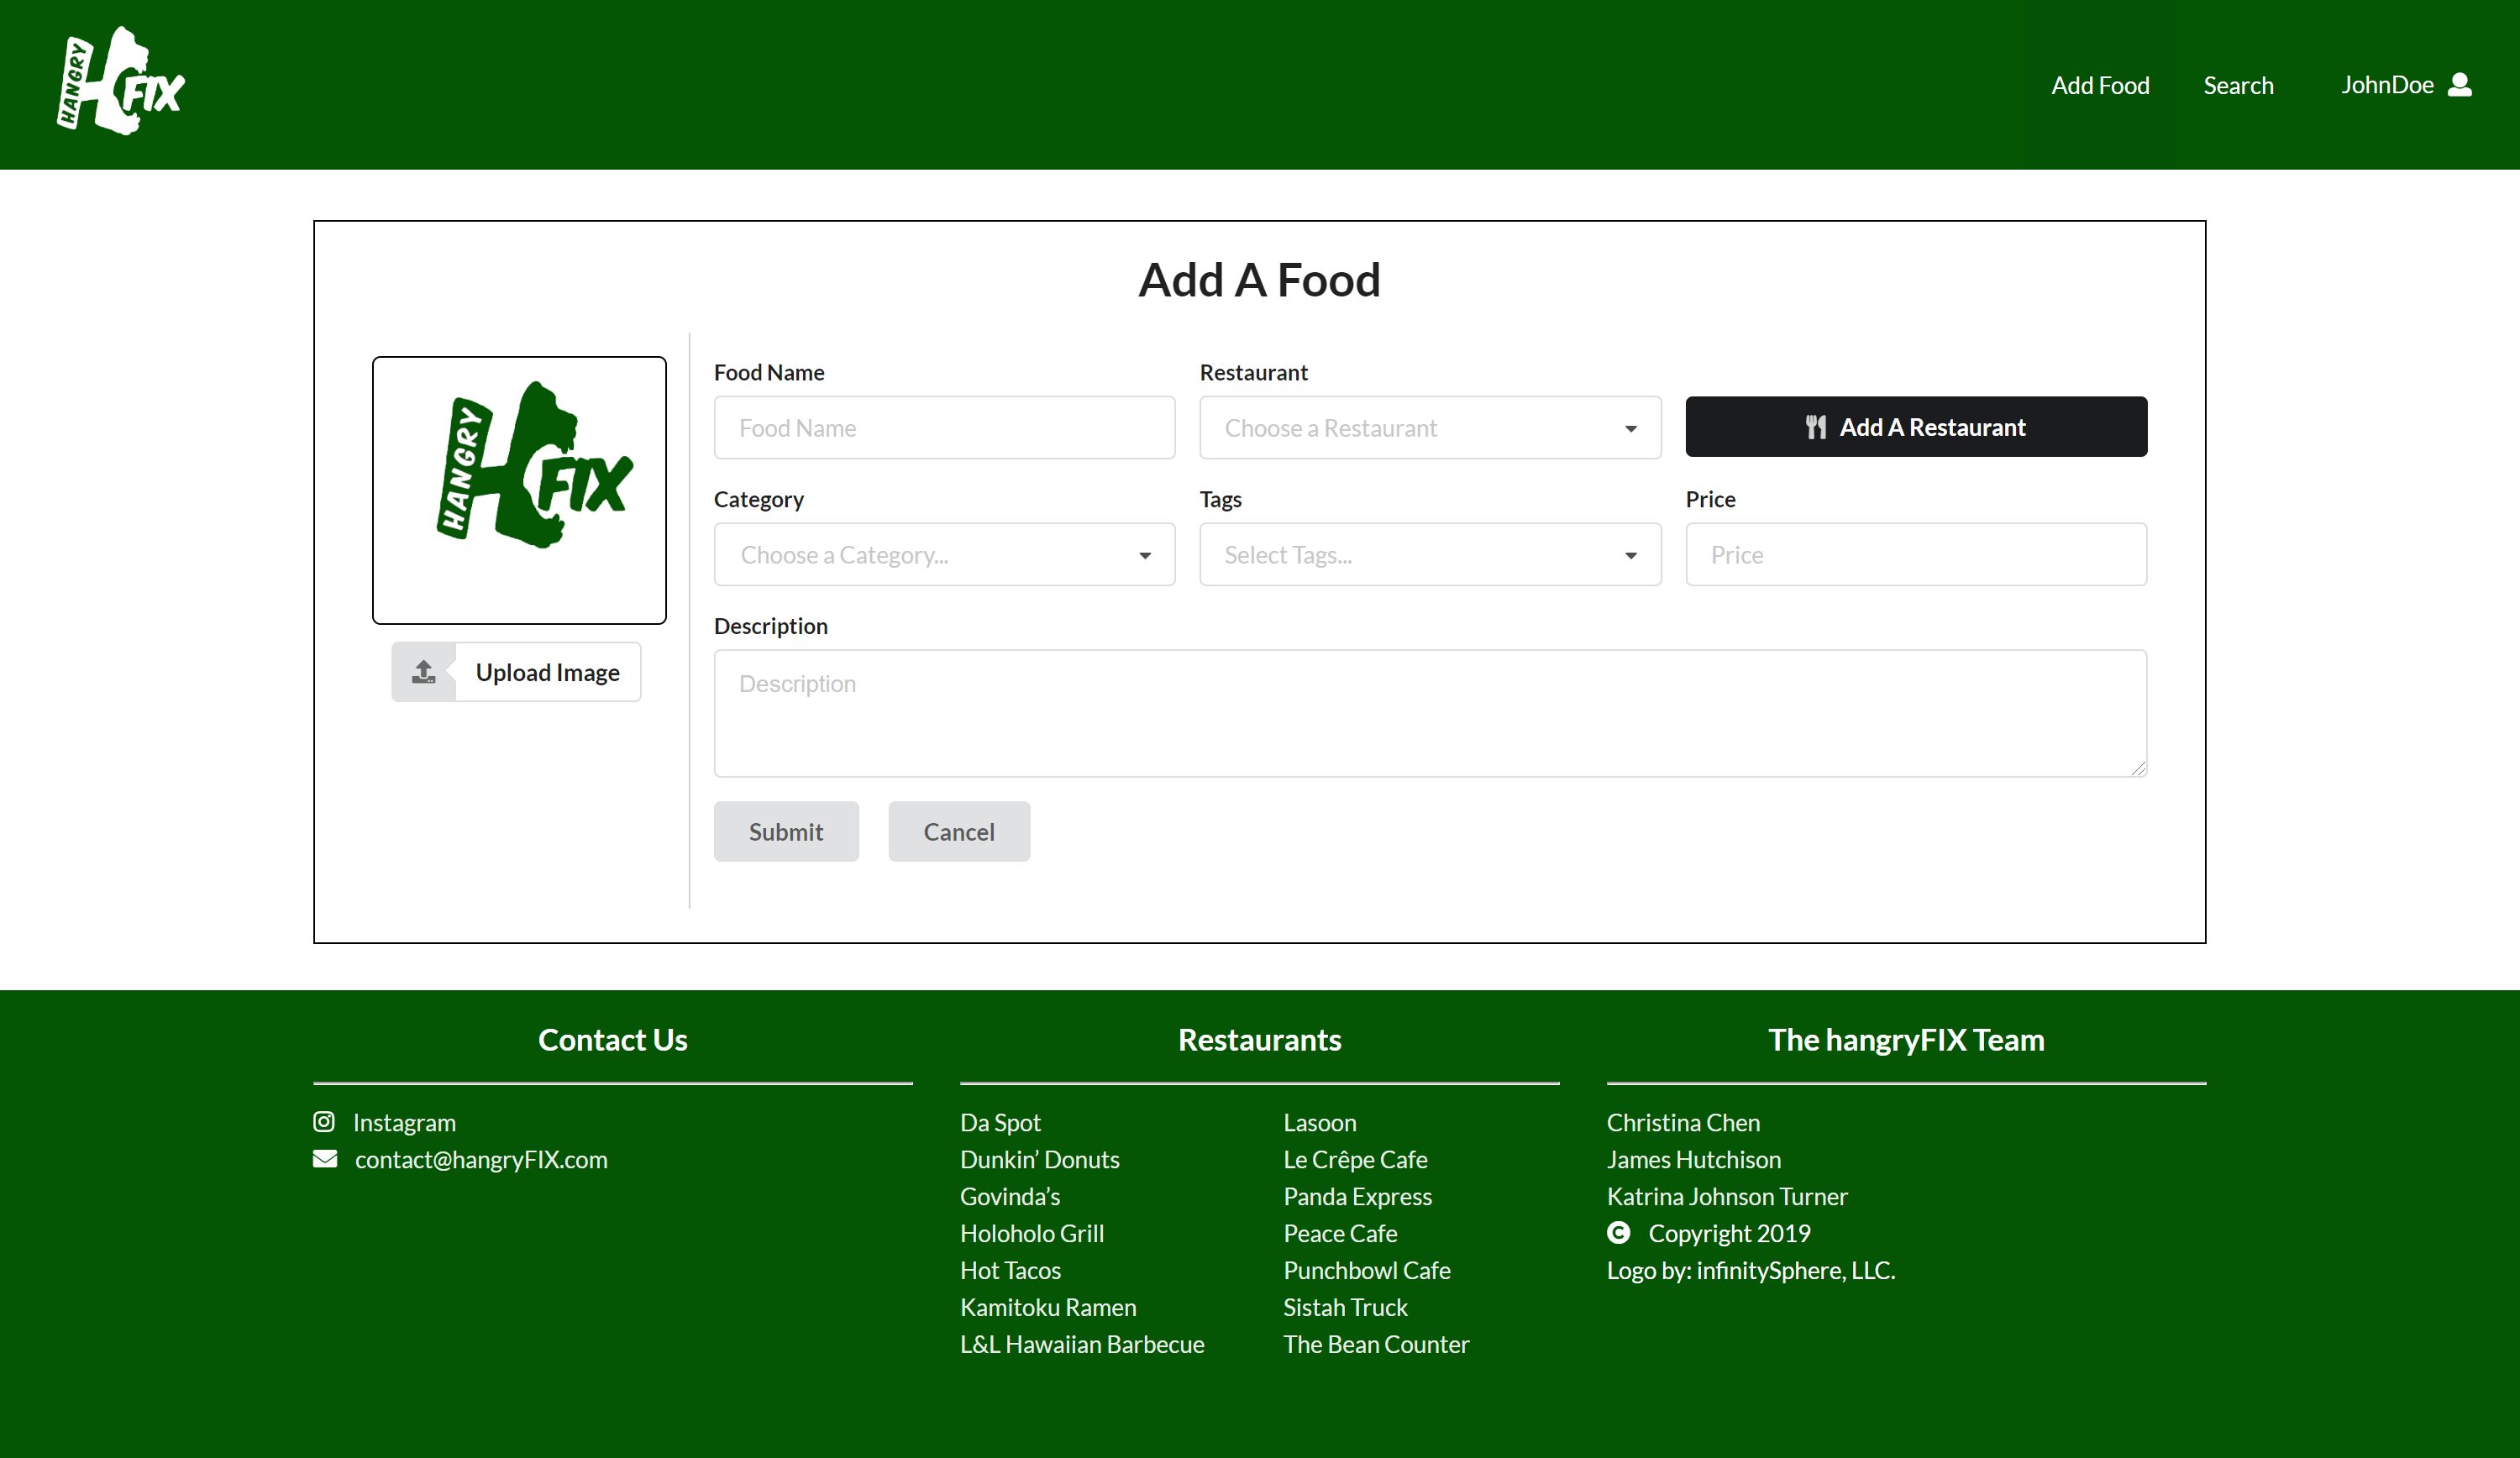 HANGRY FIX
Add Food
Search
JohnDoe
Add A Food
HANGRY FIX
Upload Image
Food Name
Restaurant
Food Name
Choose a Restaurant
Add A Restaurant
Category
Tags
Price
Choose a Category...
Select Tags...
Price
Description
Description
Submit
Cancel
Contact Us
Instagram
contact@hangryFIX.com
Restaurants
Da Spot
Dunkin’ Donuts
Govinda’s
Holoholo Grill
Hot Tacos
Kamitoku Ramen
L&L Hawaiian Barbecue
Lasoon
Le Crêpe Cafe
Panda Express
Peace Cafe
Punchbowl Cafe
Sistah Truck
The Bean Counter
The hangryFIX Team
Christina Chen
James Hutchison
Katrina Johnson Turner
© Copyright 2019
Logo by: infinitySphere, LLC.